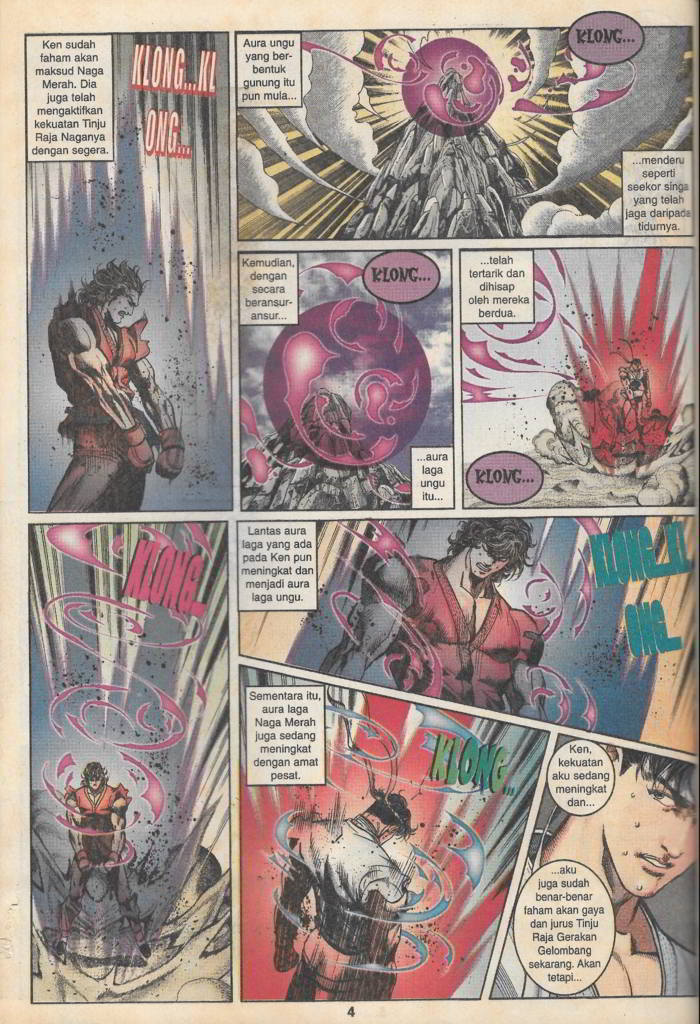 Ken sudah
faham akan
maksud Naga
Merah. Dia
juga telah
mengaktifkan
kekuatan Tinju
Raja Naganya
dengan segera.
KLONG...KL
ONG...
Aura ungu
yang ber-
bentuk
gunung itu
pun mula...
KLONG...
...menderu
seperti
seekor singa
yang telah
jaga daripada
tidurnya.
Kemudian,
dengan
secara
beransur-
ansur...
KLONG...
...aura
laga
ungu
itu...
...telah
tertarik dan
dihisap
oleh mereka
berdua.
KLONG...
KLONG...
Lantas aura
laga yang ada
pada Ken pun
meningkat dan
menjadi aura
laga ungu.
KLONG...KL
ONG...
Sementara itu,
aura laga
Naga Merah
juga sedang
meningkat
dengan amat
pesat.
KLONG...
Ken,
kekuatan
aku sedang
meningkat
dan...
...aku
juga sudah
benar-benar
faham akan gaya
dan jurus Tinju
Raja Gerakan
Gelombang
sekarang. Akan
tetapi...
4